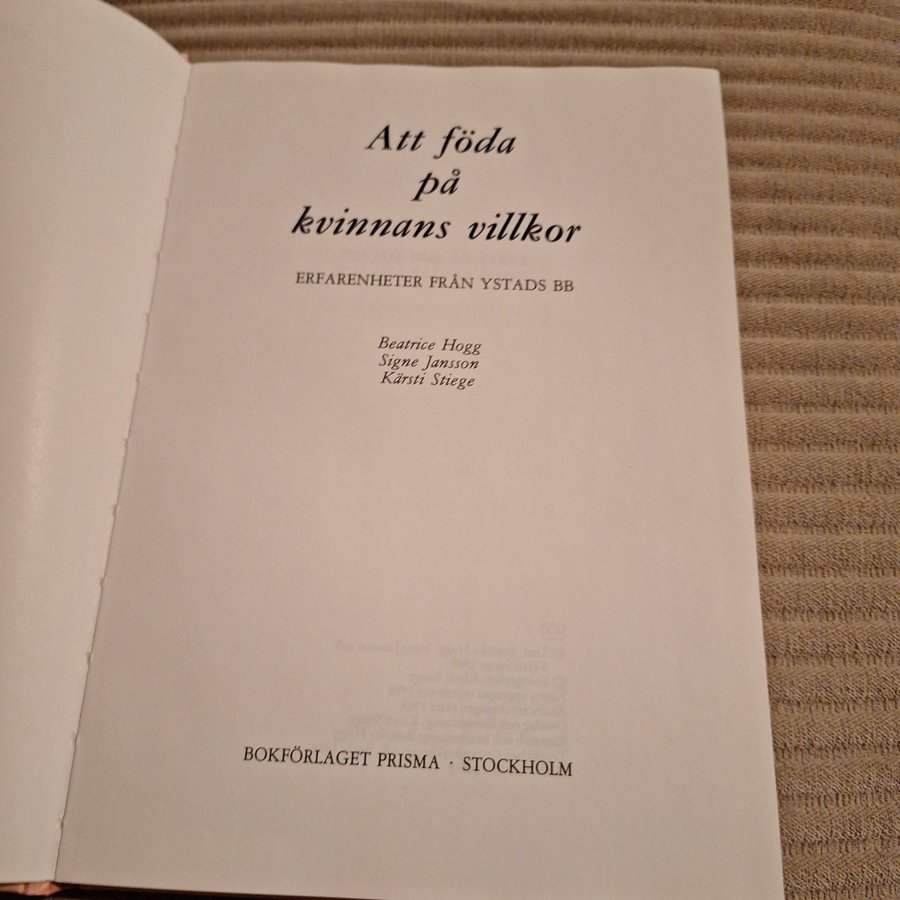 Att föda
på
kvinnans villkor
ERFARENHETER FRÅN YSTADS BB
Beatrice Hogg
Signe Jansson
Kärsti Stiege
BOKFÖRLAGET PRISMA · STOCKHOLM